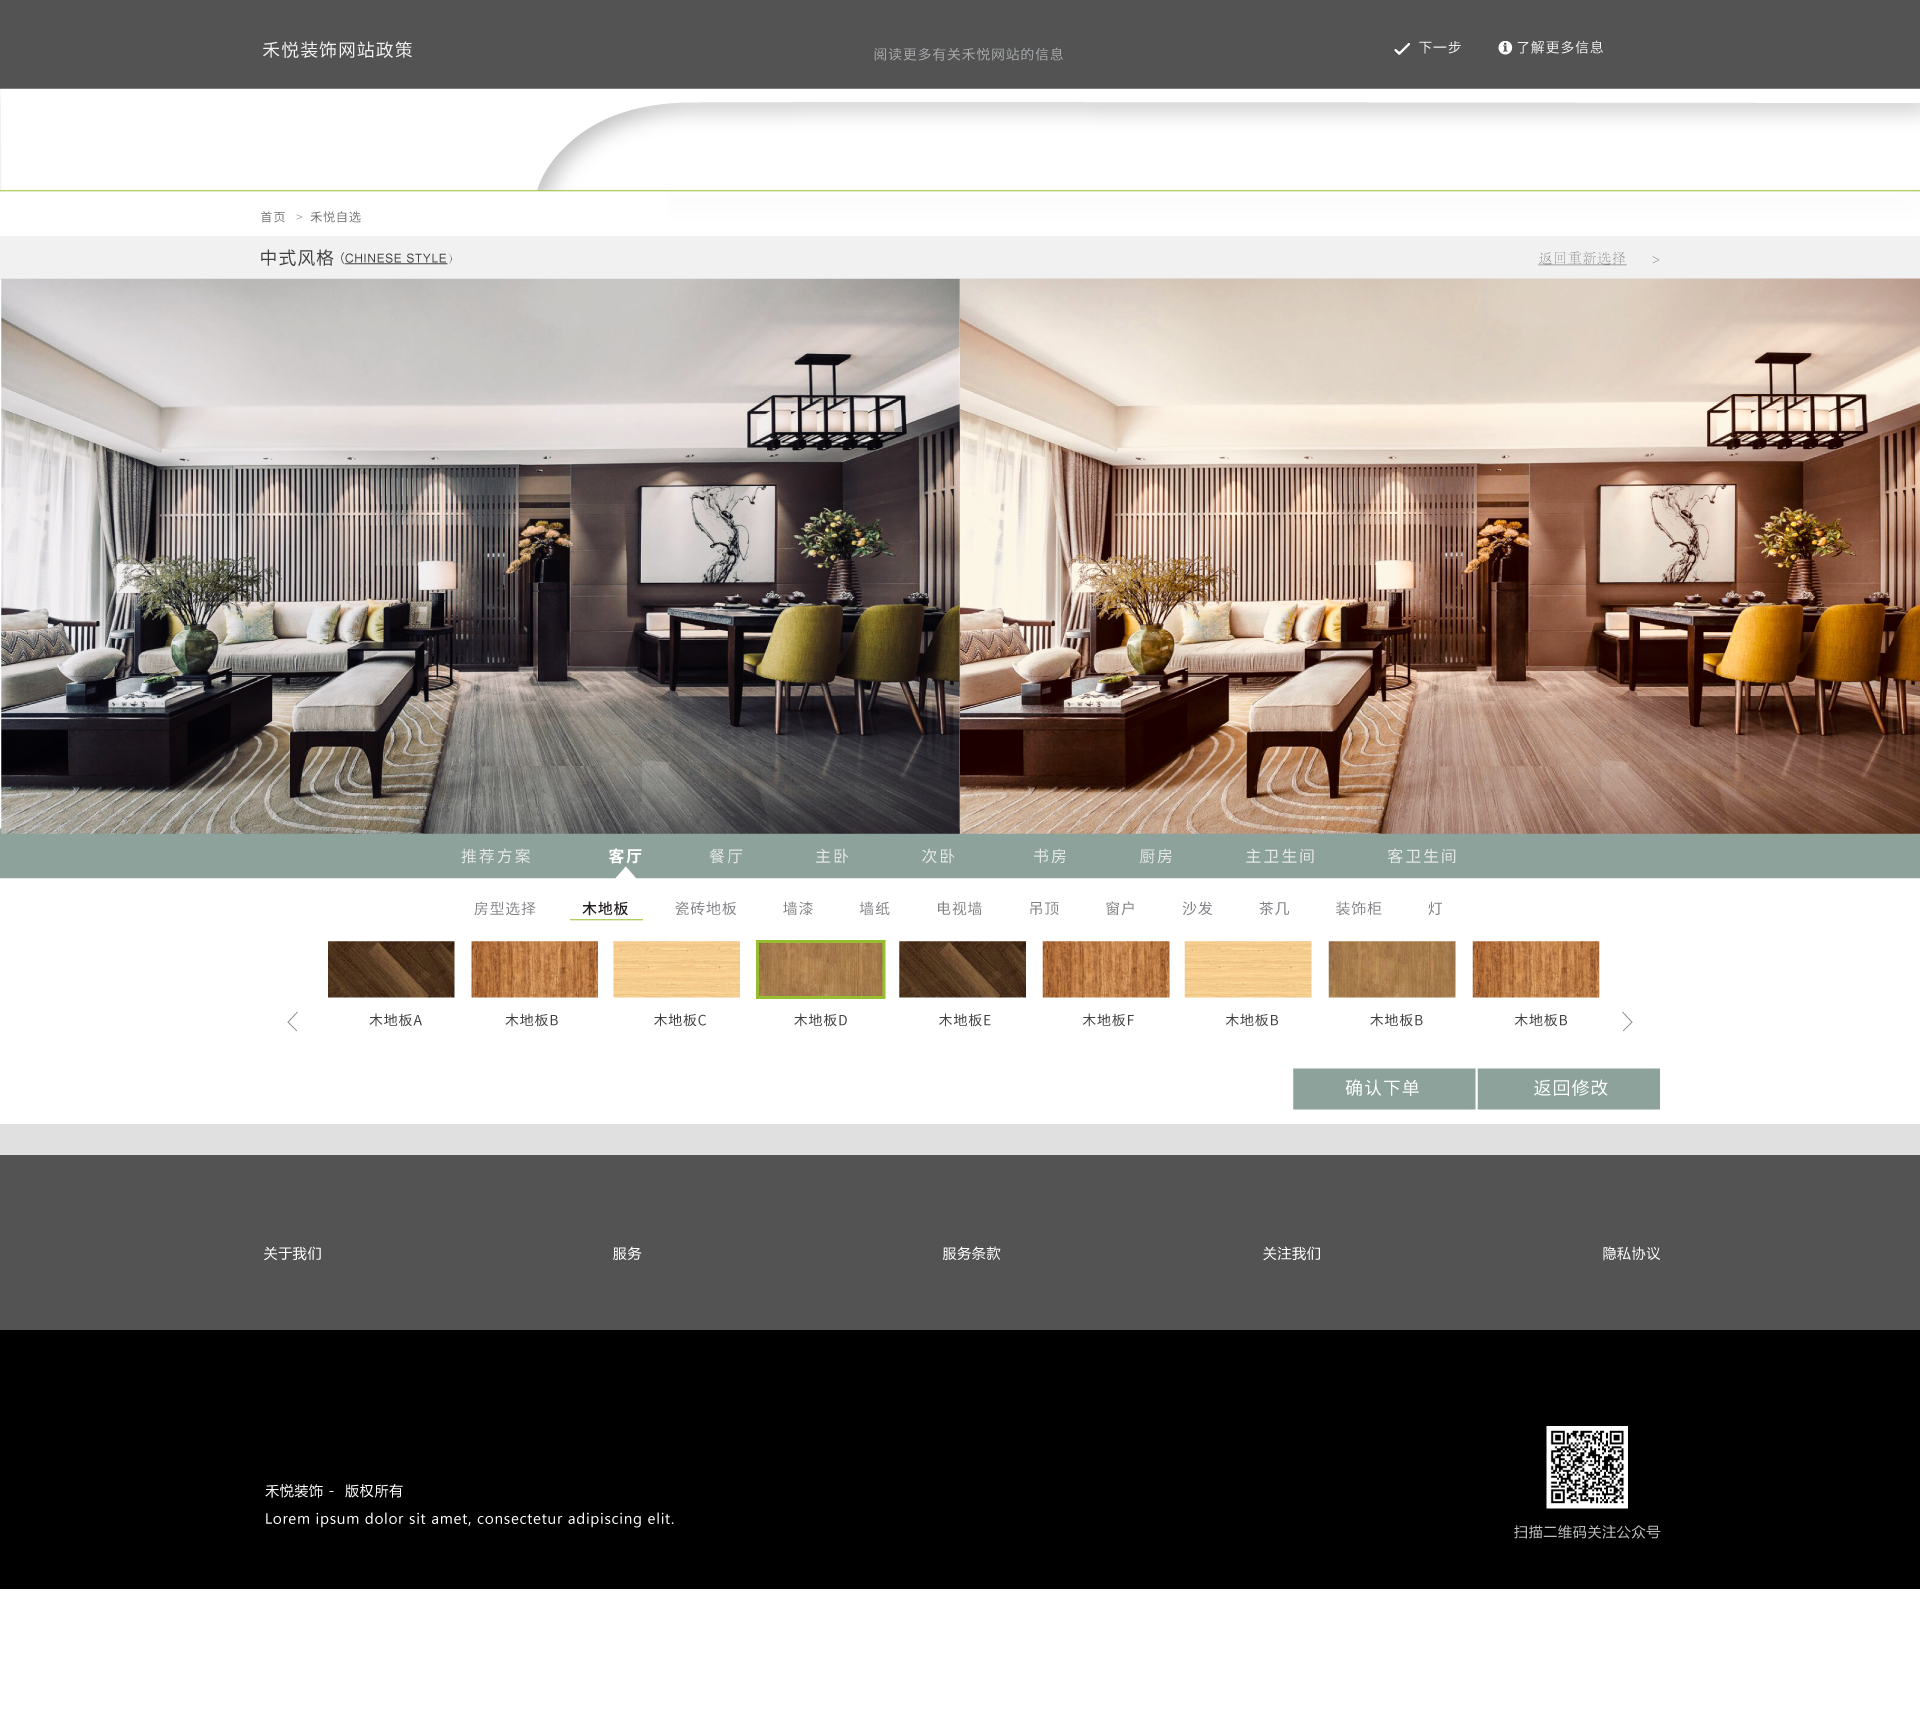 禾悦装饰网站政策
阅读更多有关禾悦网站的信息
下一步
了解更多信息
首页 > 禾悦自选
中式风格 (CHINESE STYLE)
返回重新选择 >
推荐方案 客厅 餐厅 主卧 次卧 书房 厨房 主卫生间 客卫生间
房型选择 木地板 瓷砖地板 墙漆 墙纸 电视墙 吊顶 窗户 沙发 茶几 装饰柜 灯
木地板A 木地板B 木地板C 木地板D 木地板E 木地板F 木地板B 木地板B 木地板B
确认下单 返回修改
关于我们 服务 服务条款 关注我们 隐私协议
禾悦装饰 - 版权所有
Lorem ipsum dolor sit amet, consectetur adipiscing elit.
扫描二维码关注公众号